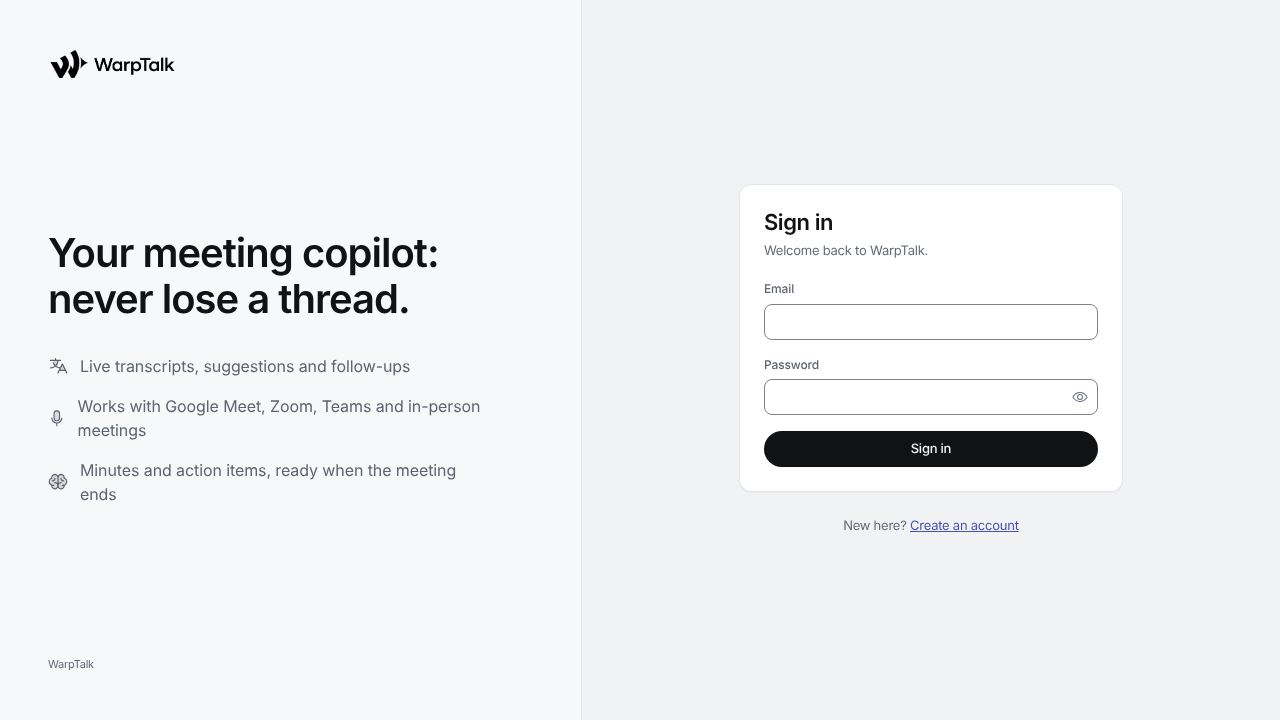 WarpTalk
Your meeting copilot:
never lose a thread.
Live transcripts, suggestions and follow-ups
Works with Google Meet, Zoom, Teams and in-person
meetings
Minutes and action items, ready when the meeting
ends
WarpTalk
Sign in
Welcome back to WarpTalk.
Email
Password
Sign in
New here? Create an account